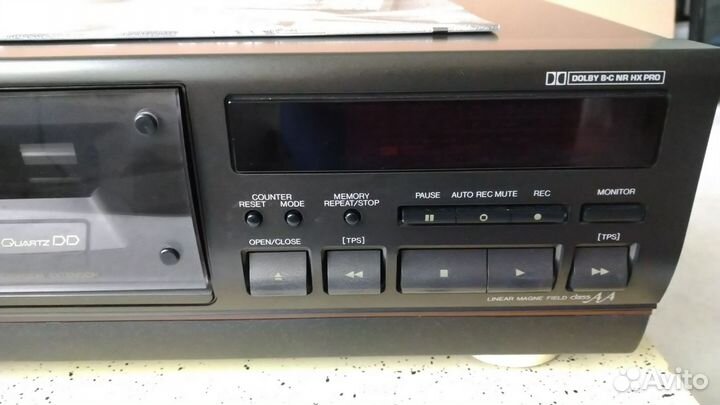 DOLBY B·C NR HX PRO
COUNTER
RESET MODE
MEMORY
REPEAT/STOP
PAUSE AUTO REC MUTE REC
MONITOR
QUARTZ DD
OPEN/CLOSE
[TPS]
[TPS]
LINEAR MAGNE FIELD class AA
Avito